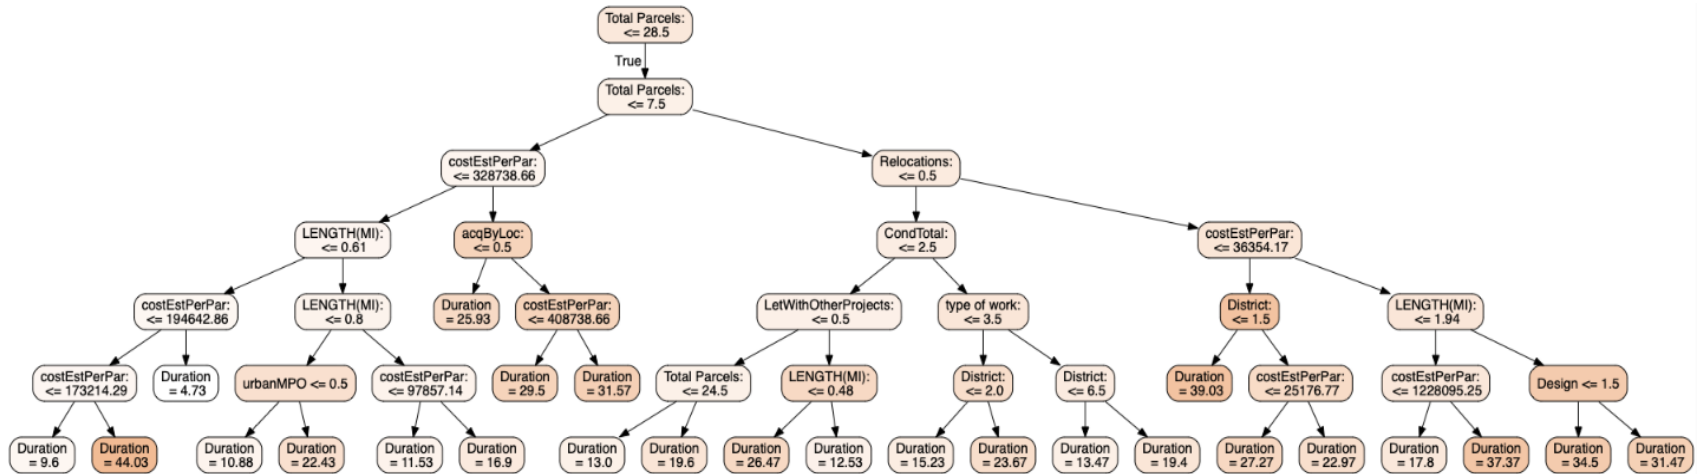 Total Parcels:
<= 28.5
True
Total Parcels:
<= 7.5
costEstPerPar:
<= 328738.66
Relocations:
<= 0.5
LENGTH(MI):
<= 0.61
acqByLoc:
<= 0.5
CondTotal:
<= 2.5
costEstPerPar:
<= 36354.17
costEstPerPar:
<= 194642.86
LENGTH(MI):
<= 0.8
Duration
= 25.93
costEstPerPar:
<= 408738.66
LetWithOtherProjects:
<= 0.5
type of work:
<= 3.5
District:
<= 1.5
LENGTH(MI):
<= 1.94
costEstPerPar:
<= 173214.29
Duration
= 4.73
urbanMPO <= 0.5
costEstPerPar:
<= 97857.14
Duration
= 29.5
Duration
= 31.57
Total Parcels:
<= 24.5
LENGTH(MI):
<= 0.48
District:
<= 2.0
District:
<= 6.5
Duration
= 39.03
costEstPerPar:
<= 25176.77
costEstPerPar:
<= 1228095.25
Design <= 1.5
Duration
= 9.6
Duration
= 44.03
Duration
= 10.88
Duration
= 22.43
Duration
= 11.53
Duration
= 16.9
Duration
= 13.0
Duration
= 19.6
Duration
= 26.47
Duration
= 12.53
Duration
= 15.23
Duration
= 23.67
Duration
= 13.47
Duration
= 19.4
Duration
= 27.27
Duration
= 22.97
Duration
= 17.8
Duration
= 37.37
Duration
= 34.5
Duration
= 31.47